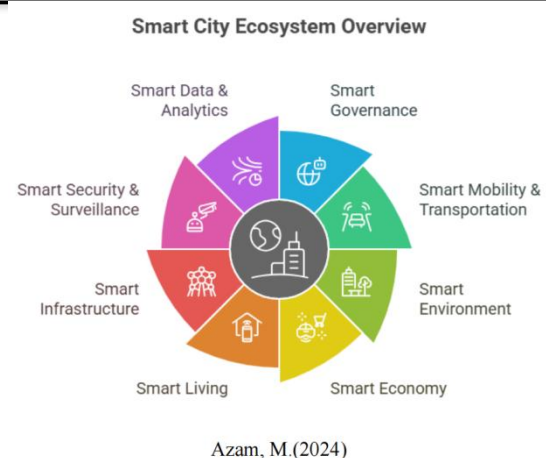 Smart City Ecosystem Overview
Smart Data &
Analytics
Smart
Governance
Smart Security &
Surveillance
Smart Mobility &
Transportation
Smart
Infrastructure
Smart
Environment
Smart Living
Smart Economy
Azam, M.(2024)